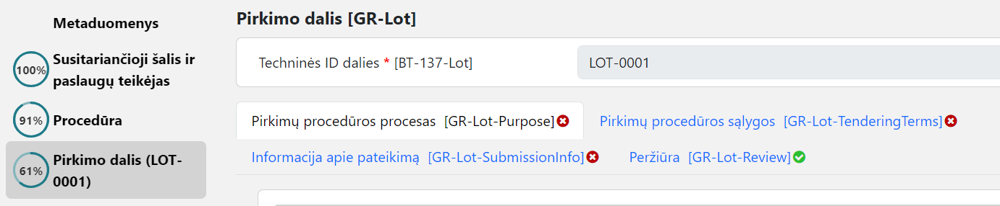 Metaduomenys
100%
Susitariančioji šalis ir
paslaugų teikėjas
91%
Procedūra
61%
Pirkimo dalis (LOT-
0001)
Pirkimo dalis [GR-Lot]
Techninės ID dalies * [BT-137-Lot]
LOT-0001
Pirkimų procedūros procesas [GR-Lot-Purpose]
Pirkimų procedūros sąlygos [GR-Lot-TenderingTerms]
Informacija apie pateikimą [GR-Lot-SubmissionInfo]
Peržiūra [GR-Lot-Review]